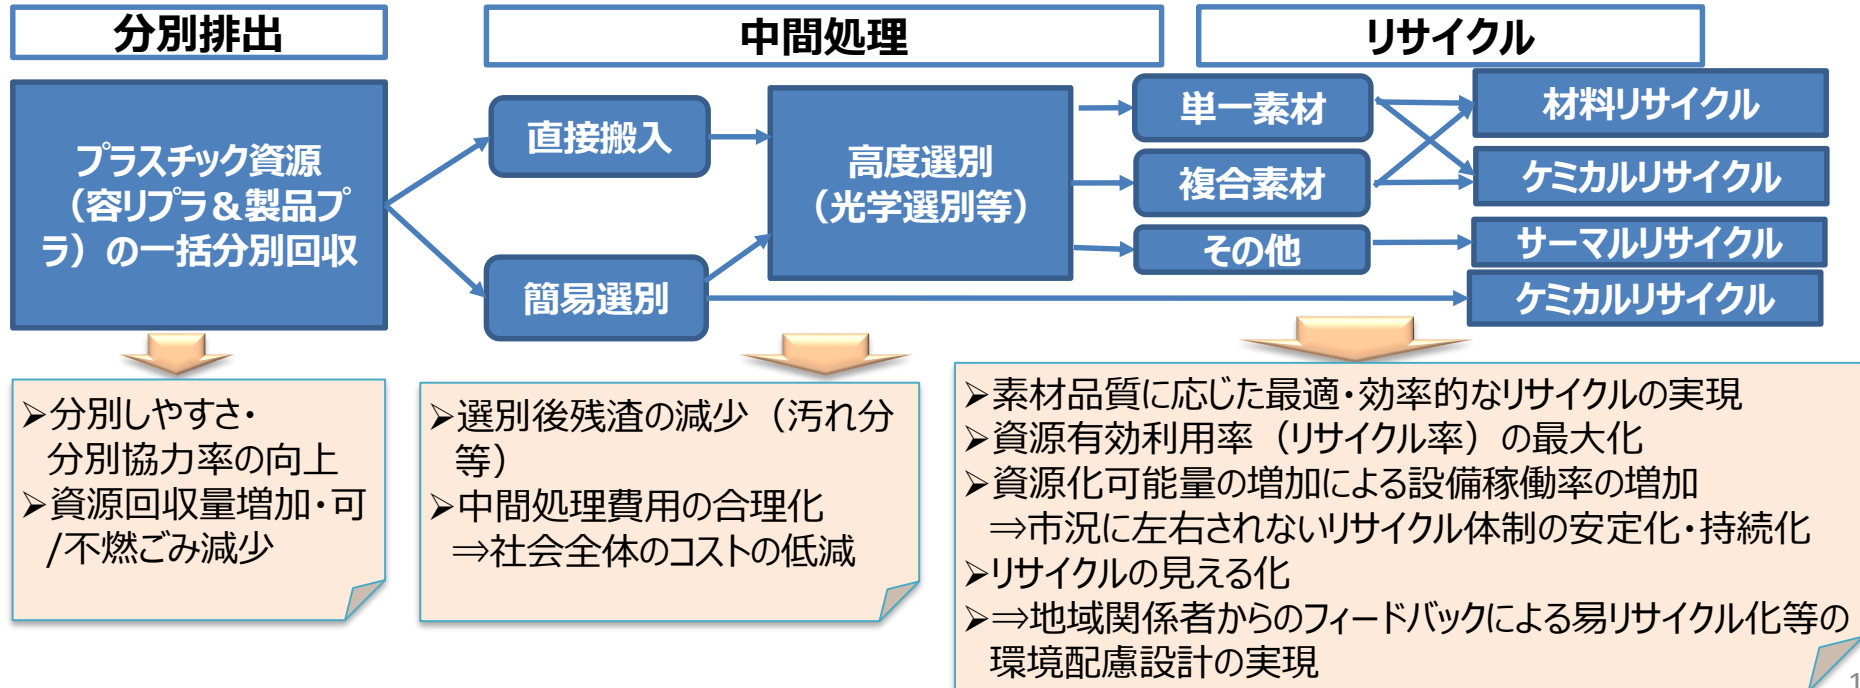 分別排出
中間処理
リサイクル
プラスチック資源
（容リプラ＆製品プ
ラ）の一括分別回収
直接搬入
簡易選別
高度選別
（光学選別等）
単一素材
複合素材
その他
材料リサイクル
ケミカルリサイクル
サーマルリサイクル
ケミカルリサイクル
➢分別しやすさ・
分別協力率の向上
➢資源回収量増加・可
/不燃ごみ減少
➢選別後残渣の減少（汚れ分
等）
➢中間処理費用の合理化
⇒社会全体のコストの低減
➢素材品質に応じた最適・効率的なリサイクルの実現
➢資源有効利用率（リサイクル率）の最大化
➢資源化可能量の増加による設備稼働率の増加
⇒市況に左右されないリサイクル体制の安定化・持続化
➢リサイクルの見える化
➢⇒地域関係者からのフィードバックによる易リサイクル化等の
環境配慮設計の実現
1